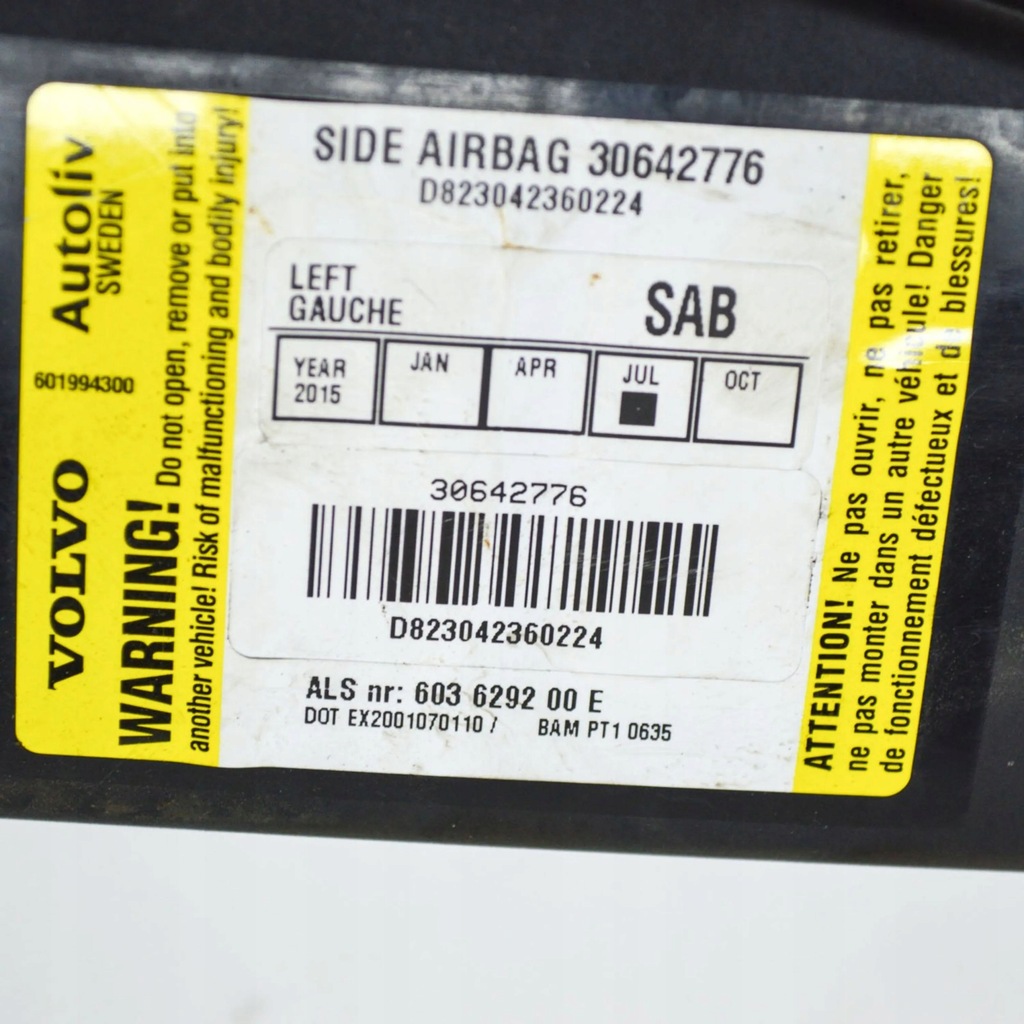 VOLVO 601994300 Autoliv
SWEDEN
WARNING! Do not open, remove or put into
another vehicle! Risk of malfunctioning and bodily injury!
SIDE AIRBAG 30642776
D823042360224
LEFT
GAUCHE
SAB
YEAR
2015
JAN
APR
JUL
OCT
30642776
D823042360224
ALS nr: 603 6292 00 E
DOT EX2001070110 / BAM PT1 0635
ATTENTION! Ne pas ouvrir, ne pas retirer,
ne pas monter dans un autre véhicule! Danger
de fonctionnement défectueux et de blessures!